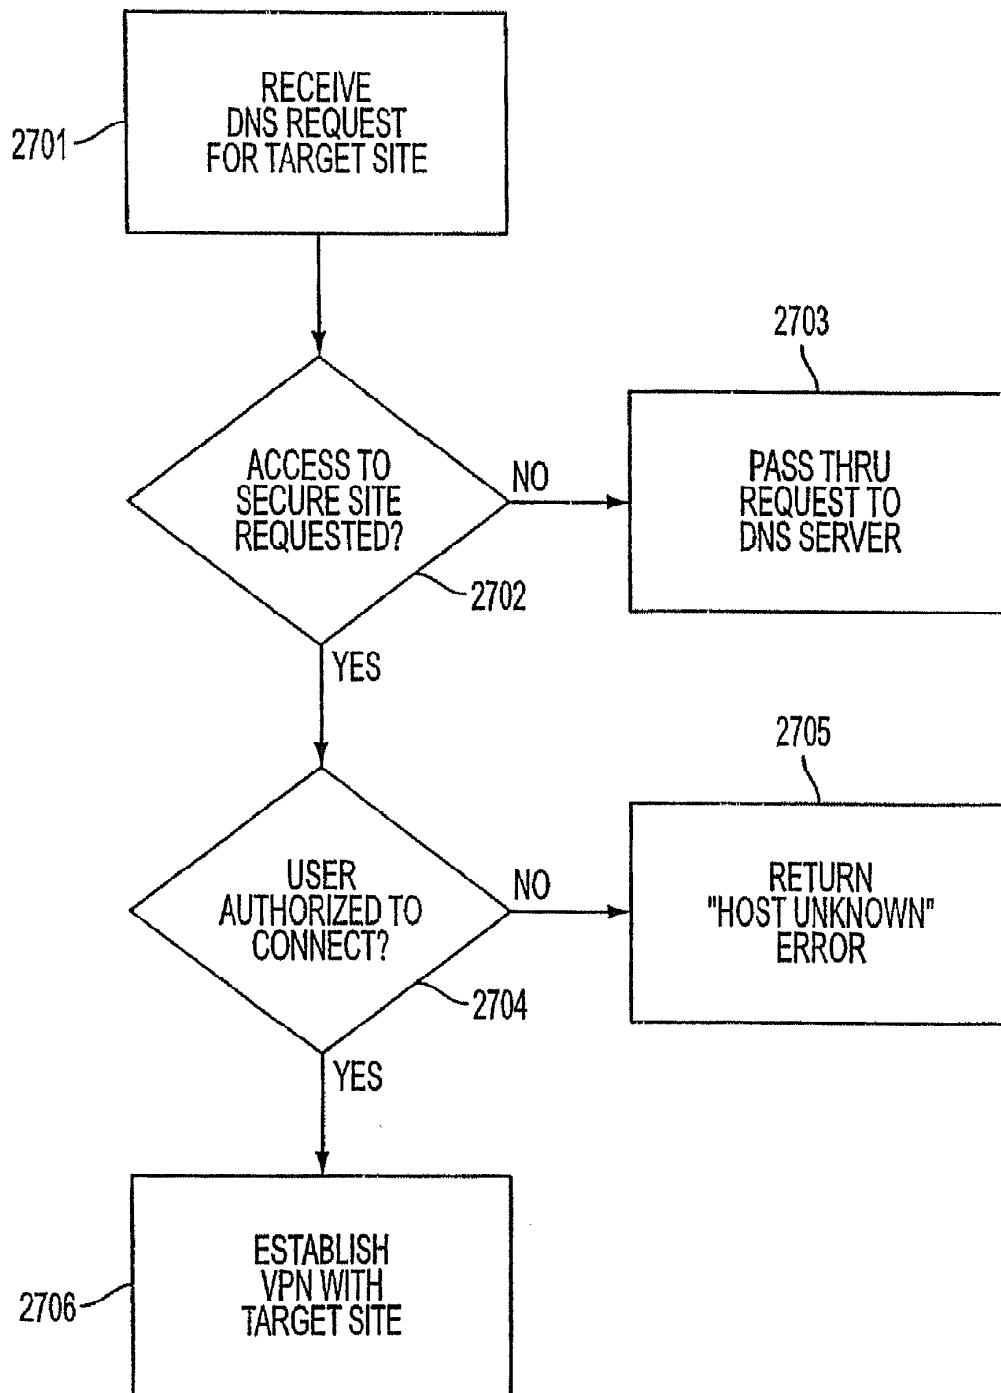 RECEIVE
DNS REQUEST
FOR TARGET SITE
2701
2703
ACCESS TO
SECURE SITE
REQUESTED?
NO
PASS THRU
REQUEST TO
DNS SERVER
2702
YES
2705
USER
AUTHORIZED TO
CONNECT?
NO
RETURN
"HOST UNKNOWN"
ERROR
2704
YES
ESTABLISH
VPN WITH
TARGET SITE
2706